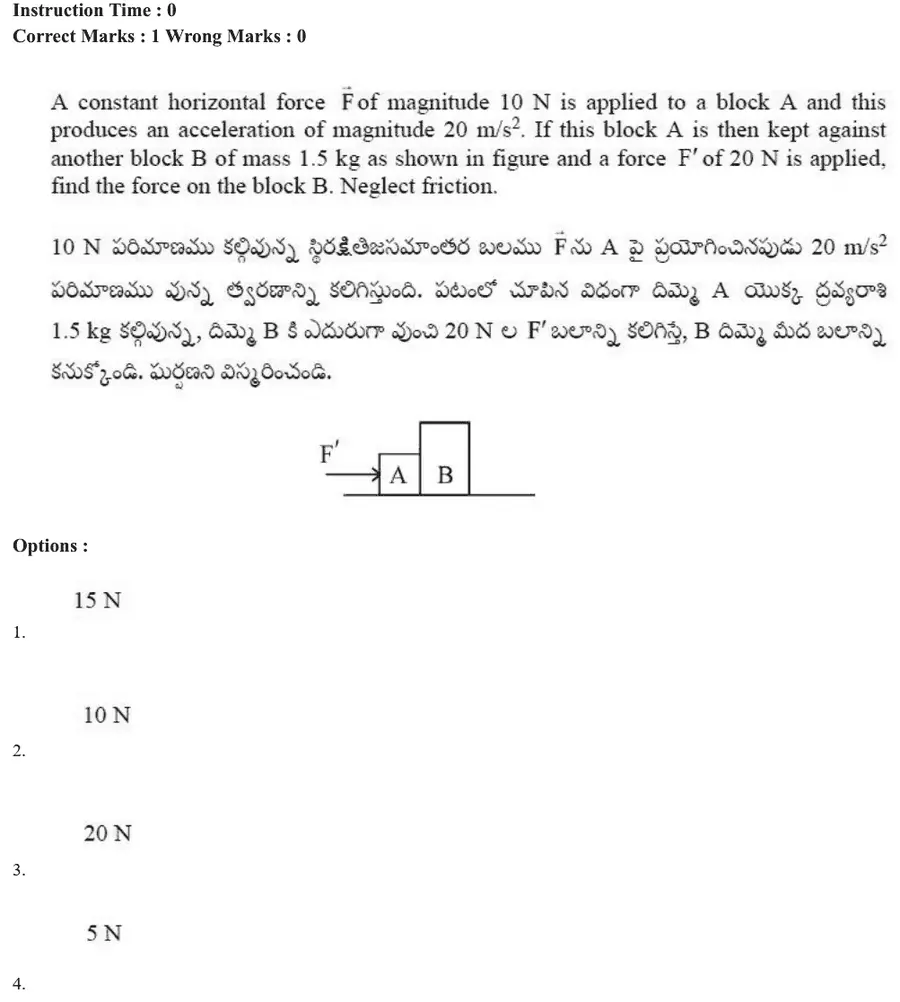 Instruction Time : 0
Correct Marks : 1 Wrong Marks : 0
A constant horizontal force F⃗ of magnitude 10 N is applied to a block A and this
produces an acceleration of magnitude 20 m/s². If this block A is then kept against
another block B of mass 1.5 kg as shown in figure and a force F′ of 20 N is applied,
find the force on the block B. Neglect friction.
10 N పరిమాణము కల్గివున్న స్థిరక్షితిజసమాంతర బలము F⃗ ను A పై ప్రయోగించినపుడు 20 m/s²
పరిమాణము వున్న త్వరణాన్ని కలిగిస్తుంది. పటంలో చూపిన విధంగా దిమ్మె A యొక్క ద్రవ్యరాశి
1.5 kg కల్గివున్న, దిమ్మె B కి ఎదురుగా వుంచి 20 N ల F′ బలాన్ని కలిగిస్తే, B దిమ్మె మీద బలాన్ని
కనుక్కోండి. ఘర్షణని విస్మరించండి.
F′
A B
Options :
15 N
1.
10 N
2.
20 N
3.
5 N
4.